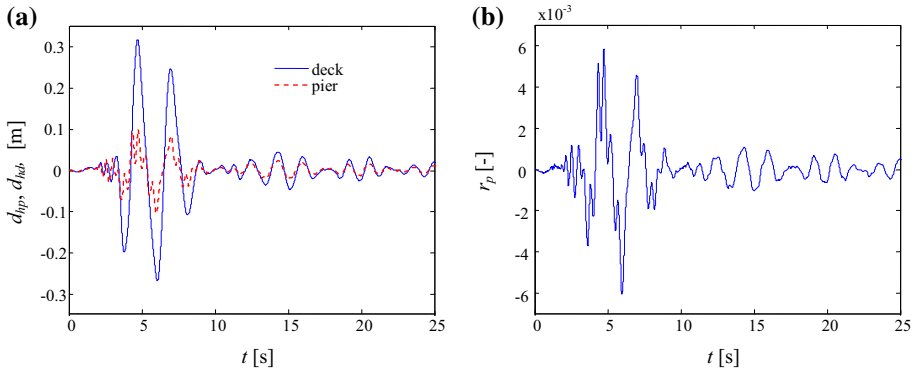 (a)
d_hp, d_hd, [m]
0.3
0.2
0.1
0
-0.1
-0.2
-0.3
deck
pier
0
5
10
15
20
25
t [s]
(b)
x10^-3
r_p [-]
6
4
2
0
-2
-4
-6
0
5
10
15
20
25
t [s]